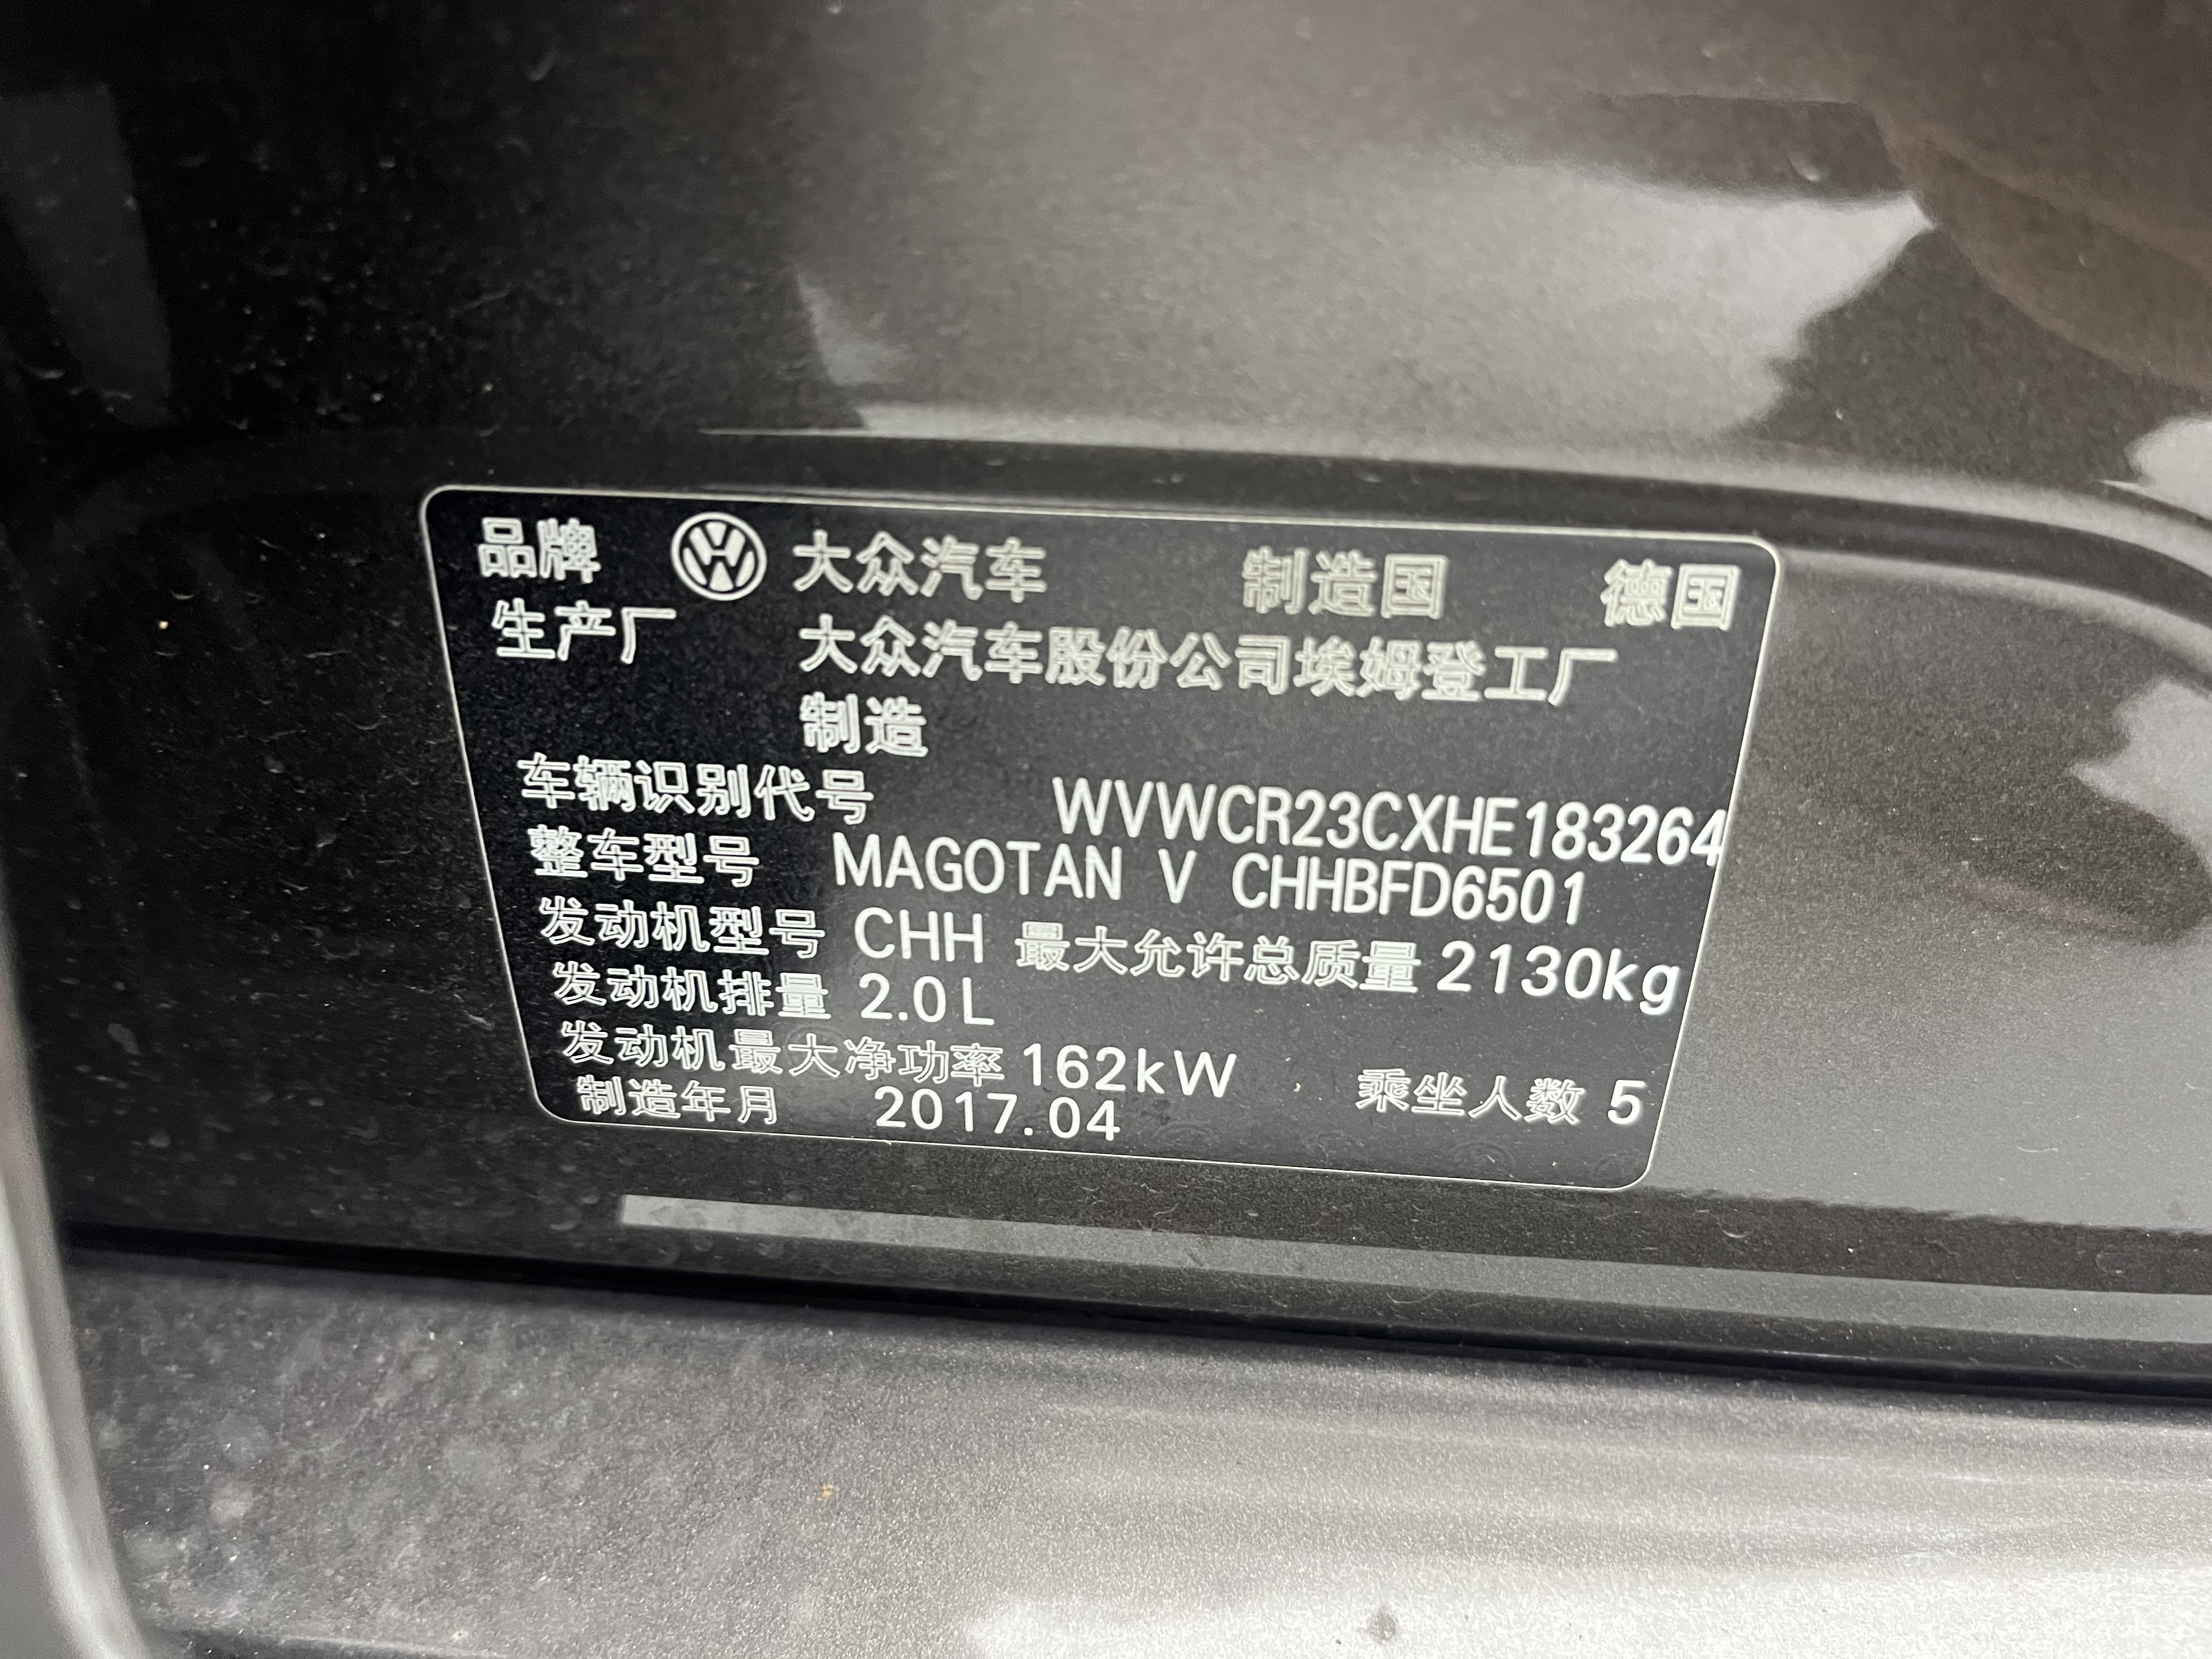 品牌 大众汽车 制造国 德国
生产厂 大众汽车股份公司埃姆登工厂
制造
车辆识别代号 WVWCR23CXHE183264
整车型号 MAGOTAN V CHHBFD6501
发动机型号 CHH 最大允许总质量 2130kg
发动机排量 2.0L
发动机最大净功率 162kW 乘坐人数 5
制造年月 2017.04